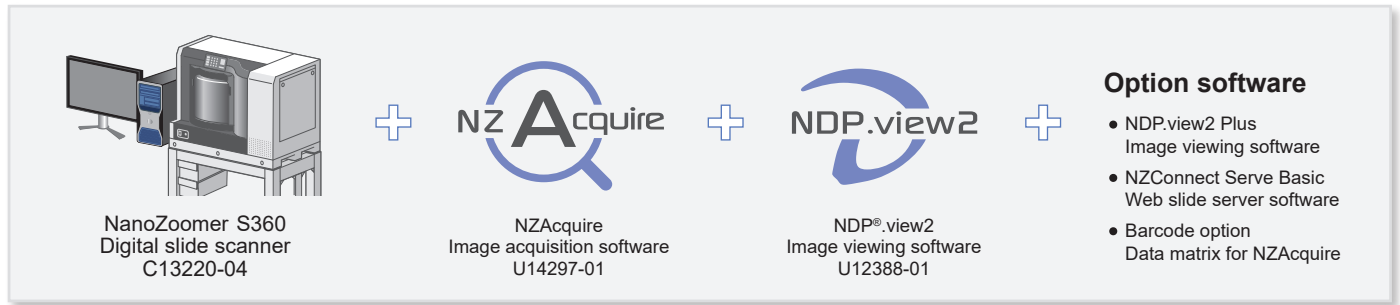 NanoZoomer S360
Digital slide scanner
C13220-04
NZ Acquire
NZAcquire
Image acquisition software
U14297-01
NDP.view2
NDP®.view2
Image viewing software
U12388-01
Option software
● NDP.view2 Plus
Image viewing software
● NZConnect Serve Basic
Web slide server software
● Barcode option
Data matrix for NZAcquire